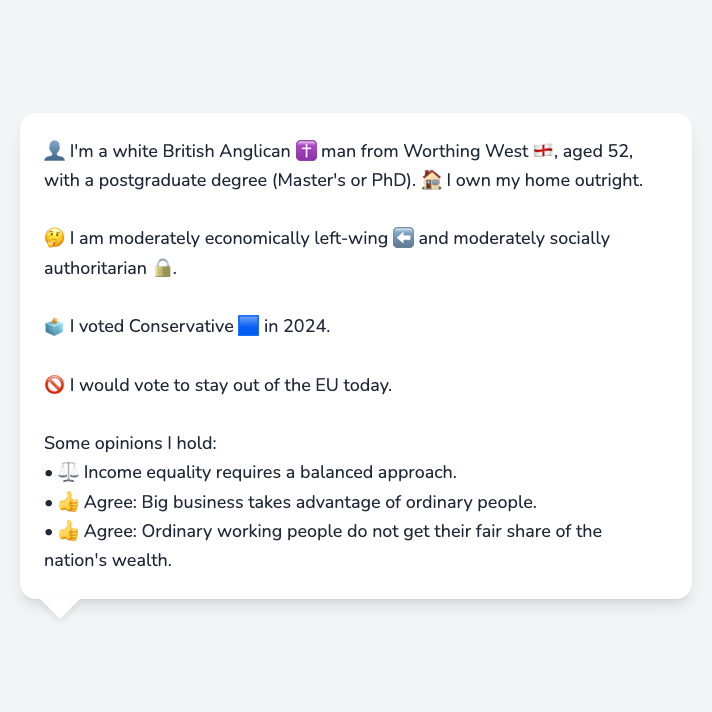 👤 I'm a white British Anglican ✝️ man from Worthing West 🏴󠁧󠁢󠁥󠁮󠁧󠁿, aged 52,
with a postgraduate degree (Master's or PhD). 🏠 I own my home outright.
🤔 I am moderately economically left-wing ⬅️ and moderately socially
authoritarian 🔒.
🗳️ I voted Conservative 🟦 in 2024.
🚫 I would vote to stay out of the EU today.
Some opinions I hold:
• ⚖️ Income equality requires a balanced approach.
• 👍 Agree: Big business takes advantage of ordinary people.
• 👍 Agree: Ordinary working people do not get their fair share of the
nation's wealth.